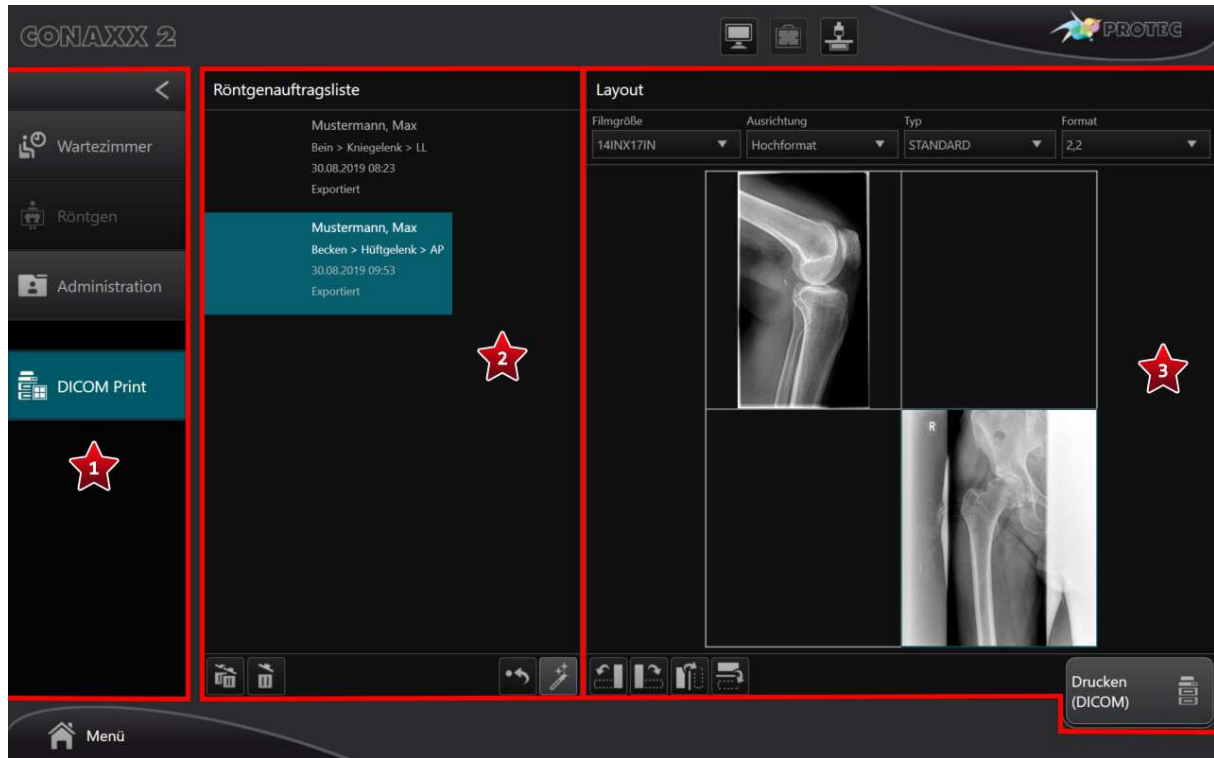 CONAXX 2
PROTEC
Wartezimmer
Röntgen
Administration
DICOM Print
1
Röntgenauftragsliste
Mustermann, Max
Bein > Kniegelenk > LL
30.08.2019 08:23
Exportiert
Mustermann, Max
Becken > Hüftgelenk > AP
30.08.2019 09:53
Exportiert
2
Layout
Filmgröße Ausrichtung Typ Format
14INX17IN Hochformat STANDARD 2,2
R
3
Drucken
(DICOM)
Menü